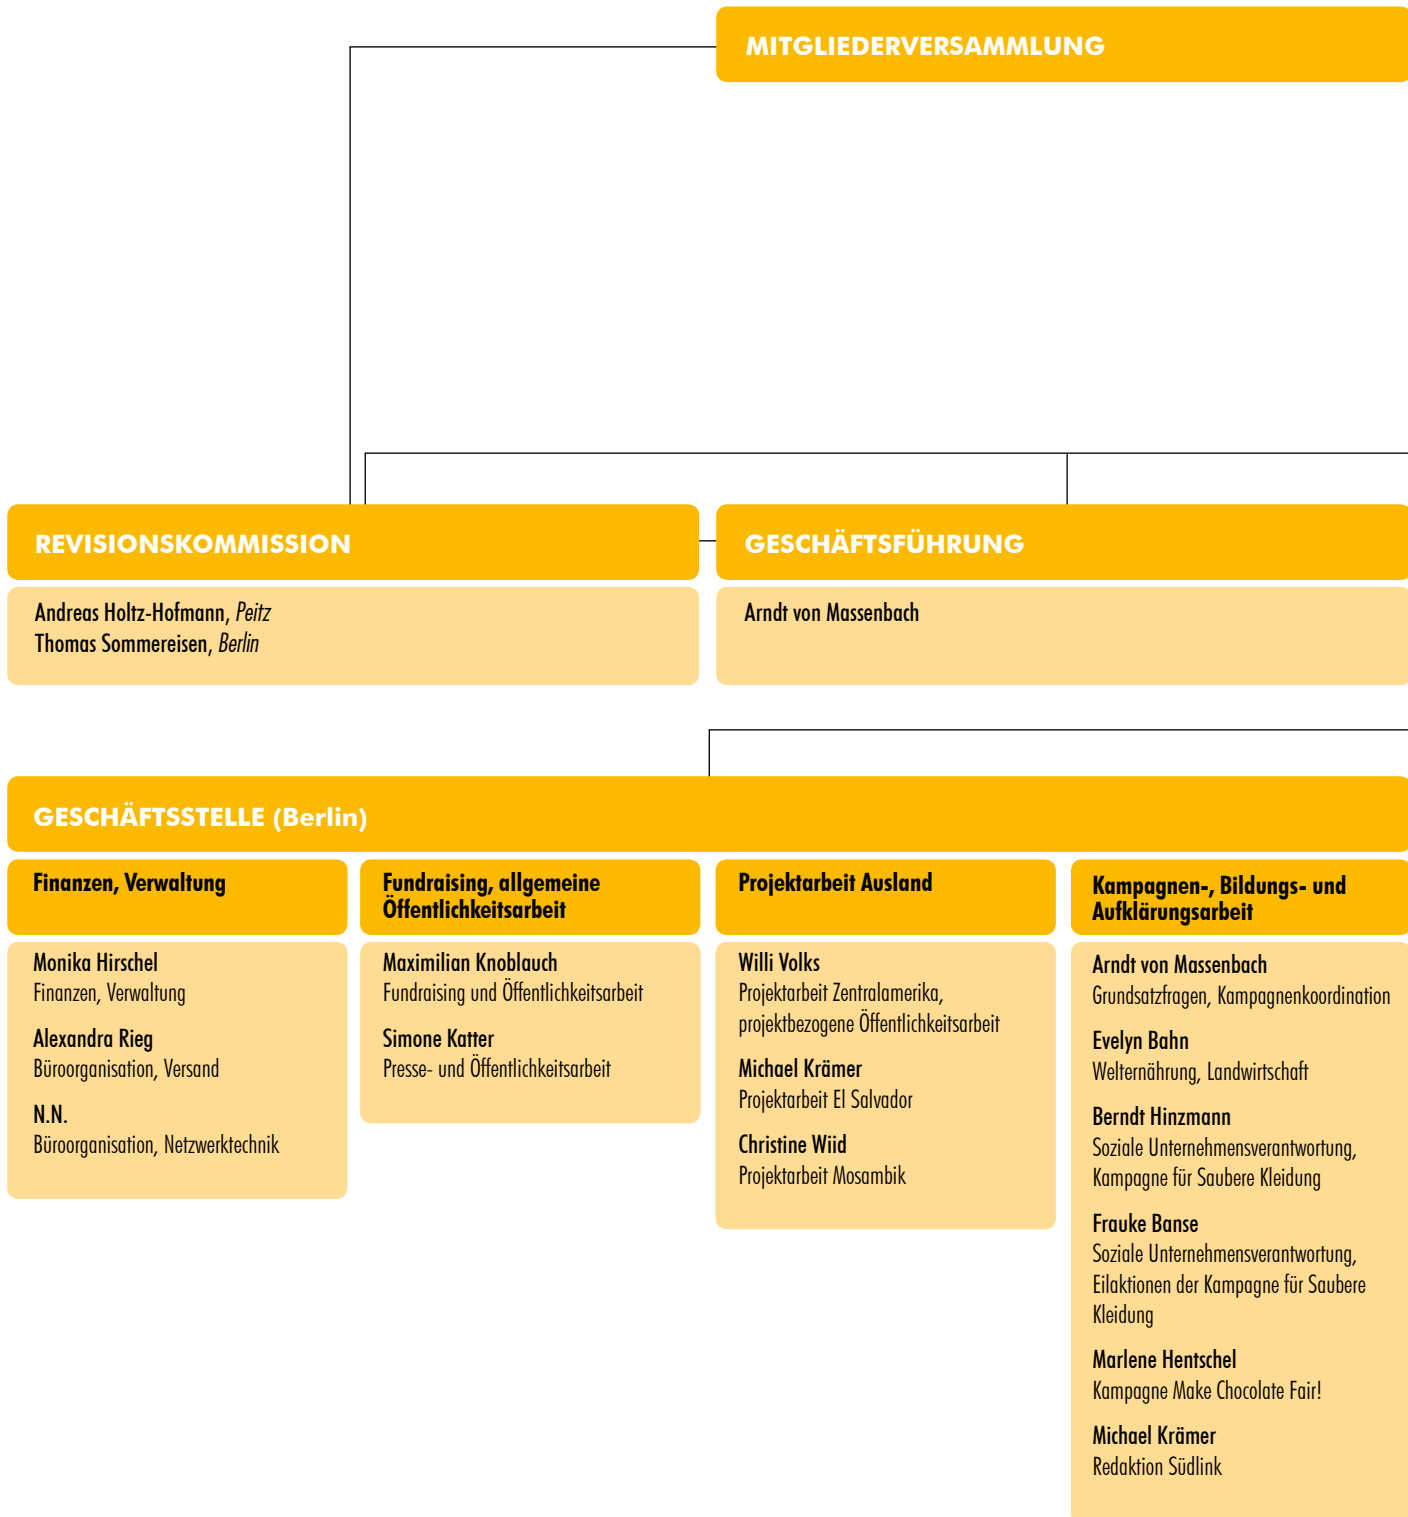 MITGLIEDERVERSAMMLUNG
REVISIONSKOMMISSION
Andreas Holtz-Hofmann, Peitz
Thomas Sommereisen, Berlin
GESCHÄFTSFÜHRUNG
Arndt von Massenbach
GESCHÄFTSSTELLE (Berlin)
Finanzen, Verwaltung
Monika Hirschel
Finanzen, Verwaltung
Alexandra Rieg
Büroorganisation, Versand
N.N.
Büroorganisation, Netzwerktechnik
Fundraising, allgemeine
Öffentlichkeitsarbeit
Maximilian Knoblauch
Fundraising und Öffentlichkeitsarbeit
Simone Katter
Presse- und Öffentlichkeitsarbeit
Projektarbeit Ausland
Willi Volks
Projektarbeit Zentralamerika,
projektbezogene Öffentlichkeitsarbeit
Michael Krämer
Projektarbeit El Salvador
Christine Wiid
Projektarbeit Mosambik
Kampagnen-, Bildungs- und
Aufklärungsarbeit
Arndt von Massenbach
Grundsatzfragen, Kampagnenkoordination
Evelyn Bahn
Welternährung, Landwirtschaft
Berndt Hinzmann
Soziale Unternehmensverantwortung,
Kampagne für Saubere Kleidung
Frauke Banse
Soziale Unternehmensverantwortung,
Eilaktionen der Kampagne für Saubere
Kleidung
Marlene Hentschel
Kampagne Make Chocolate Fair!
Michael Krämer
Redaktion Südlink